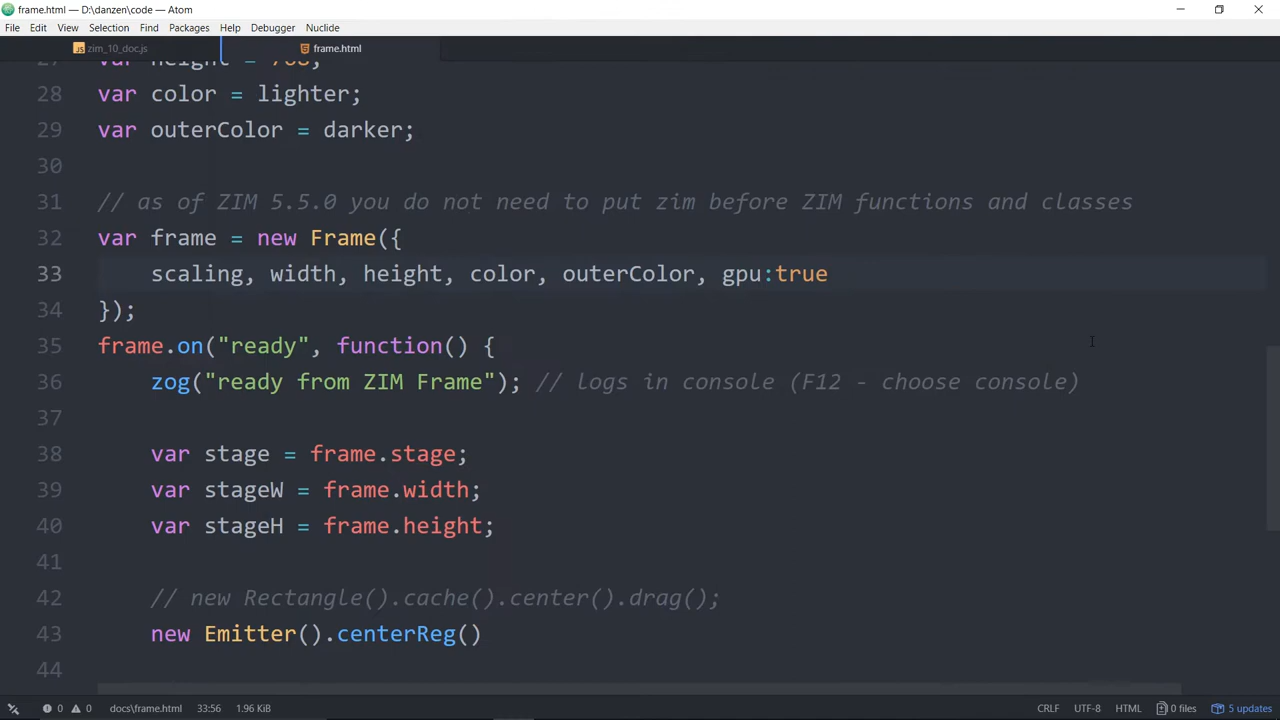 frame.html — D:\danzen\code — Atom
File Edit View Selection Find Packages Help Debugger Nuclide
zim_10_doc.js frame.html
27 var height = 768;
28 var color = lighter;
29 var outerColor = darker;
30
31 // as of ZIM 5.5.0 you do not need to put zim before ZIM functions and classes
32 var frame = new Frame({
33 scaling, width, height, color, outerColor, gpu:true
34 });
35 frame.on("ready", function() {
36 zog("ready from ZIM Frame"); // logs in console (F12 - choose console)
37
38 var stage = frame.stage;
39 var stageW = frame.width;
40 var stageH = frame.height;
41
42 // new Rectangle().cache().center().drag();
43 new Emitter().centerReg()
44
0 0 docs\frame.html 33:56 1.96 KiB CRLF UTF-8 HTML 0 files 5 updates